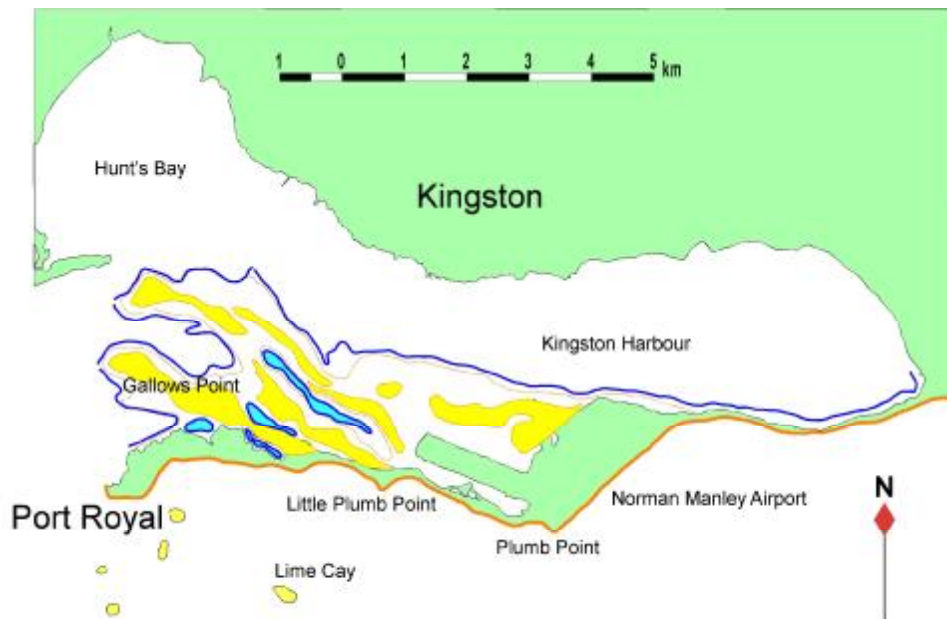 1 0 1 2 3 4 5 km
Hunt's Bay
Kingston
Kingston Harbour
Gallows Point
N
Little Plumb Point
Norman Manley Airport
Port Royal
Plumb Point
Lime Cay